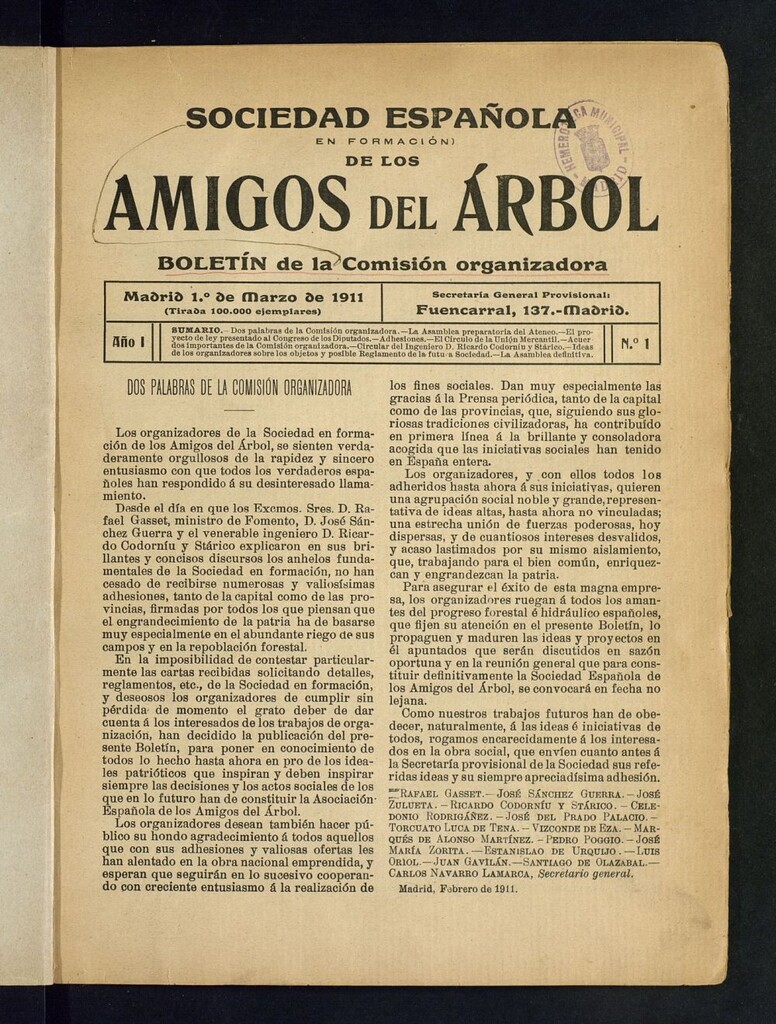 SOCIEDAD ESPAÑOLA
EN FORMACIÓN)
DE LOS
AMIGOS DEL ÁRBOL
BOLETÍN de la Comisión organizadora
HEMEROTECA MUNICIPAL
MADRID
Madrid 1.º de Marzo de 1911
(Tirada 100.000 ejemplares)
Secretaría General Provisional:
Fuencarral, 137.-Madrid.
Año I
SUMARIO.—Dos palabras de la Comisión organizadora.—La Asamblea preparatoria del Ateneo.—El pro-
yecto de ley presentado al Congreso de los Diputados.—Adhesiones.—El Círculo de la Unión Mercantil.—Acuer-
dos importantes de la Comisión organizadora.—Circular del Ingeniero D. Ricardo Codorníu y Stárico.—Ideas
de los organizadores sobre los objetos y posible Reglamento de la futu a Sociedad.—La Asamblea definitiva.
N.º 1
DOS PALABRAS DE LA COMISIÓN ORGANIZADORA
Los organizadores de la Sociedad en forma-
ción de los Amigos del Árbol, se sienten verda-
deramente orgullosos de la rapidez y sincero
entusiasmo con que todos los verdaderos espa-
ñoles han respondido á su desinteresado llama-
miento.
Desde el día en que los Excmos. Sres. D. Ra-
fael Gasset, ministro de Fomento, D. José Sán-
chez Guerra y el venerable ingeniero D. Ricar-
do Codorníu y Stárico explicaron en sus bri-
llantes y concisos discursos los anhelos funda-
mentales de la Sociedad en formación, no han
cesado de recibirse numerosas y valiosísimas
adhesiones, tanto de la capital como de las pro-
vincias, firmadas por todos los que piensan que
el engrandecimiento de la patria ha de basarse
muy especialmente en el abundante riego de sus
campos y en la repoblación forestal.
En la imposibilidad de contestar particular-
mente las cartas recibidas solicitando detalles,
reglamentos, etc., de la Sociedad en formación,
y deseosos los organizadores de cumplir sin
pérdida de momento el grato deber de dar
cuenta á los interesados de los trabajos de orga-
nización, han decidido la publicación del pre-
sente Boletín, para poner en conocimiento de
todos lo hecho hasta ahora en pro de los idea-
les patrióticos que inspiran y deben inspirar
siempre las decisiones y los actos sociales de los
que en lo futuro han de constituir la Asociación
Española de los Amigos del Árbol.
Los organizadores desean también hacer pú-
blico su hondo agradecimiento á todos aquellos
que con sus adhesiones y valiosas ofertas les
han alentado en la obra nacional emprendida, y
esperan que seguirán en lo sucesivo cooperan-
do con creciente entusiasmo á la realización de
los fines sociales. Dan muy especialmente las
gracias á la Prensa periódica, tanto de la capital
como de las provincias, que, siguiendo sus glo-
riosas tradiciones civilizadoras, ha contribuído
en primera línea á la brillante y consoladora
acogida que las iniciativas sociales han tenido
en España entera.
Los organizadores, y con ellos todos los
adheridos hasta ahora á sus iniciativas, quieren
una agrupación social noble y grande, represen-
tativa de ideas altas, hasta ahora no vinculadas;
una estrecha unión de fuerzas poderosas, hoy
dispersas, y de cuantiosos intereses desvalidos,
y acaso lastimados por su mismo aislamiento,
que, trabajando para el bien común, enriquez-
can y engrandezcan la patria.
Para asegurar el éxito de esta magna empre-
sa, los organizadores ruegan á todos los aman-
tes del progreso forestal é hidráulico españoles,
que fijen su atención en el presente Boletín, lo
propaguen y maduren las ideas y proyectos en
él apuntados que serán discutidos en sazón
oportuna y en la reunión general que para cons-
tituir definitivamente la Sociedad Española de
los Amigos del Árbol, se convocará en fecha no
lejana.
Como nuestros trabajos futuros han de obe-
decer, naturalmente, á las ideas é iniciativas de
todos, rogamos encarecidamente á los interesa-
dos en la obra social, que envíen cuanto antes á
la Secretaría provisional de la Sociedad sus refe-
ridas ideas y su siempre apreciadísima adhesión.
RAFAEL GASSET.—JOSÉ SÁNCHEZ GUERRA.—JOSÉ
ZULUETA.—RICARDO CODORNÍU Y STÁRICO.—CELE-
DONIO RODRIGÁÑEZ.—JOSÉ DEL PRADO PALACIO.—
TORCUATO LUCA DE TENA.—VIZCONDE DE EZA.—MAR-
QUÉS DE ALONSO MARTÍNEZ.—PEDRO POGGIO.—JOSÉ
MARÍA ZORITA.—ESTANISLAO DE URQUIJO.—LUIS
ORIOL.—JUAN GAVILÁN.—SANTIAGO DE OLAZABAL.—
CARLOS NAVARRO LAMARCA, Secretario general.
Madrid, Febrero de 1911.